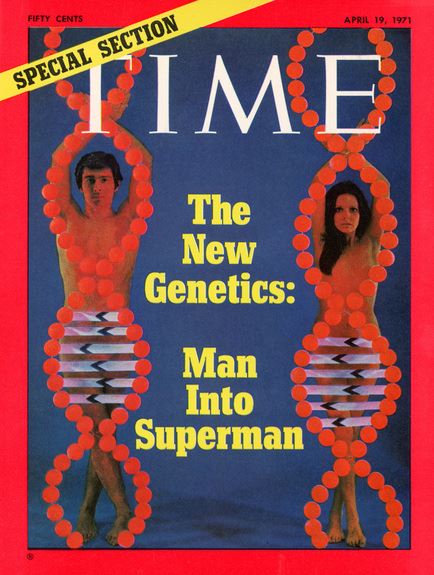 FIFTY CENTS
APRIL 19, 1971
SPECIAL SECTION
TIME
The
New
Genetics:
Man
Into
Superman
®